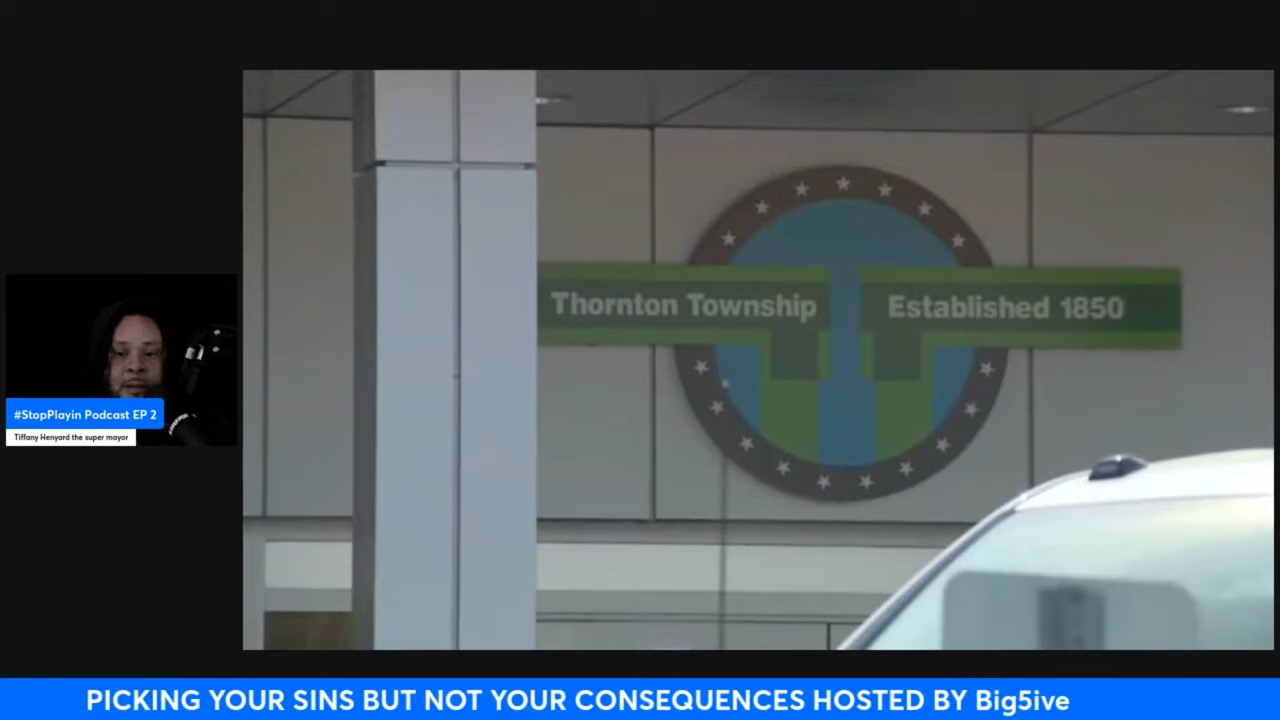 Thornton Township
Established 1850
#StopPlayin Podcast EP 2
Tiffany Henyard the super mayor
PICKING YOUR SINS BUT NOT YOUR CONSEQUENCES HOSTED BY Big5ive